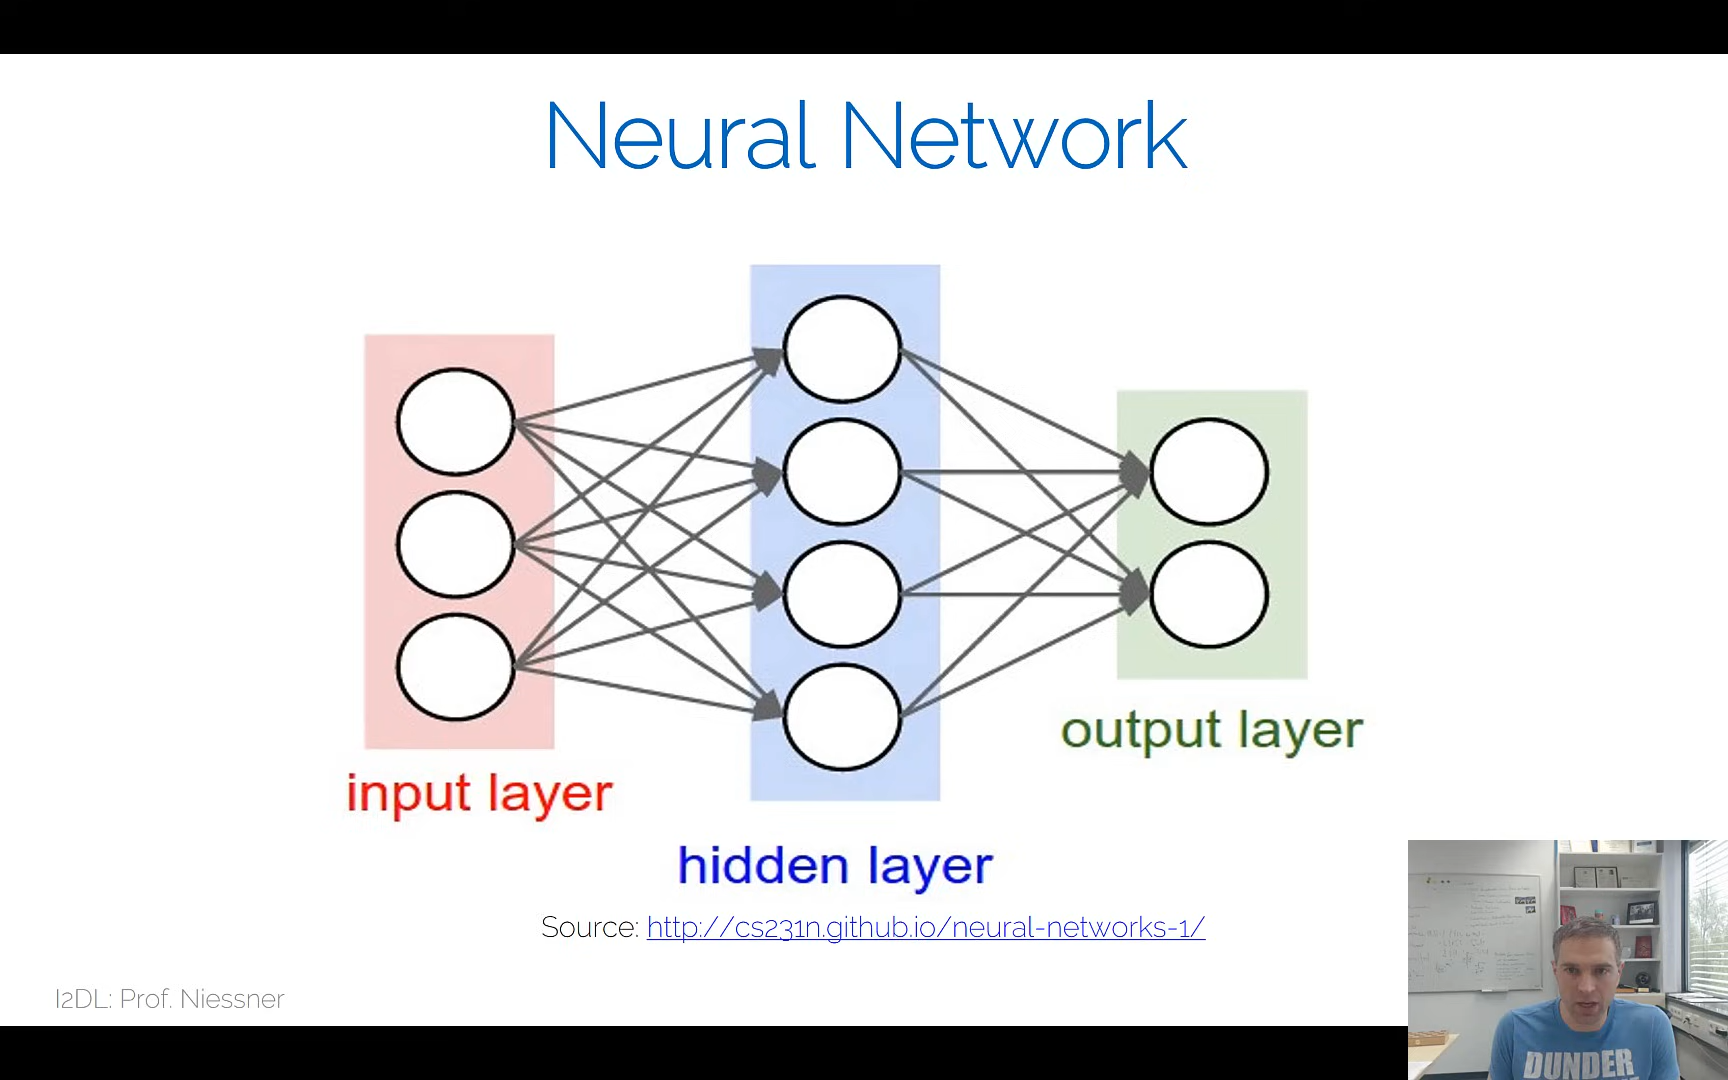 Neural Network
input layer
hidden layer
output layer
Source: http://cs231n.github.io/neural-networks-1/
I2DL: Prof. Niessner
DUNDER